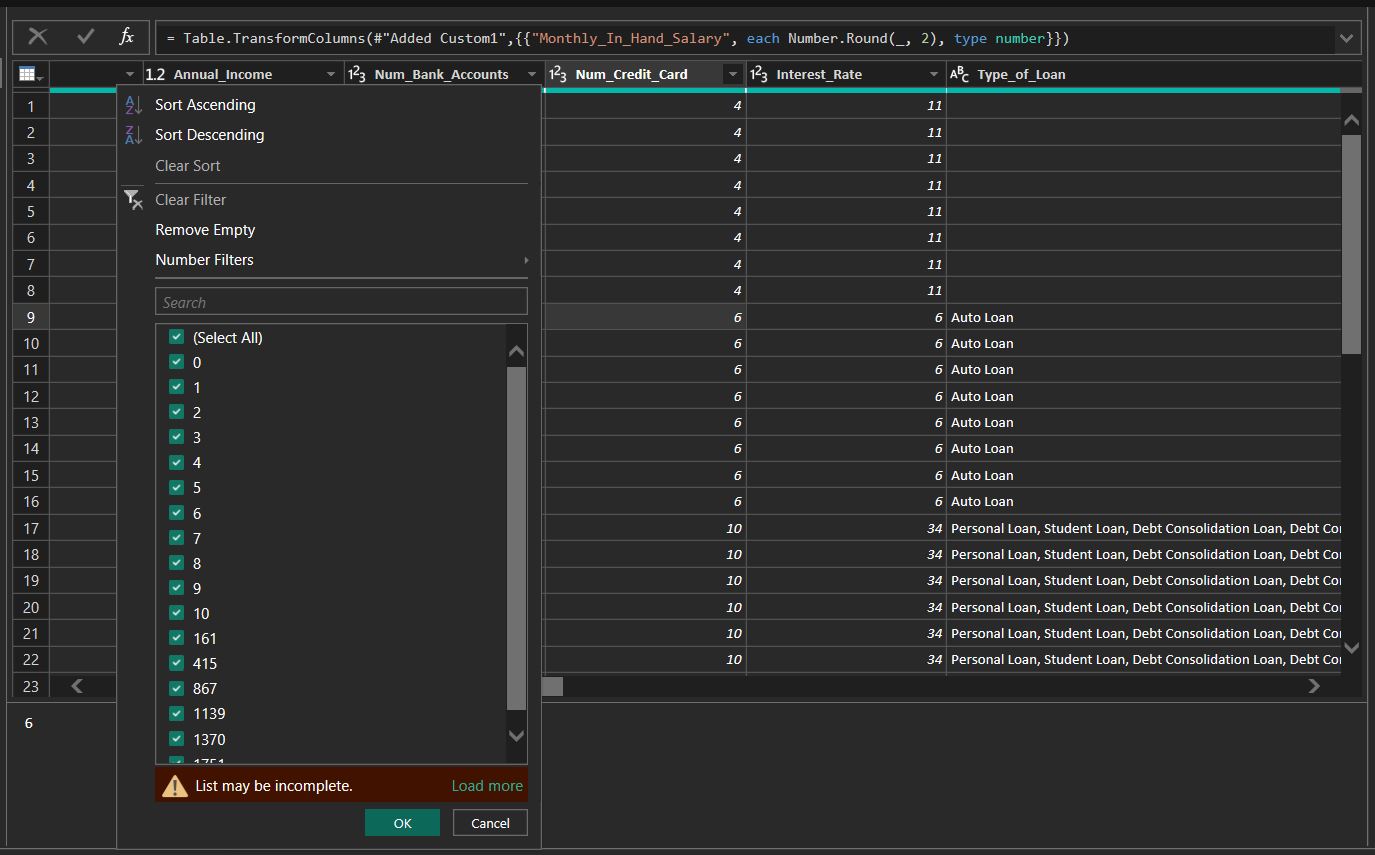 fx = Table.TransformColumns(#"Added Custom1",{{"Monthly_In_Hand_Salary", each Number.Round(_, 2), type number}})
1.2 Annual_Income 1²3 Num_Bank_Accounts 1²3 Num_Credit_Card 1²3 Interest_Rate ABC Type_of_Loan
1 4 11
2 4 11
3 4 11
4 4 11
5 4 11
6 4 11
7 4 11
8 4 11
9 6 6 Auto Loan
10 6 6 Auto Loan
11 6 6 Auto Loan
12 6 6 Auto Loan
13 6 6 Auto Loan
14 6 6 Auto Loan
15 6 6 Auto Loan
16 6 6 Auto Loan
17 10 34 Personal Loan, Student Loan, Debt Consolidation Loan, Debt Co
18 10 34 Personal Loan, Student Loan, Debt Consolidation Loan, Debt Co
19 10 34 Personal Loan, Student Loan, Debt Consolidation Loan, Debt Co
20 10 34 Personal Loan, Student Loan, Debt Consolidation Loan, Debt Co
21 10 34 Personal Loan, Student Loan, Debt Consolidation Loan, Debt Co
22 10 34 Personal Loan, Student Loan, Debt Consolidation Loan, Debt Co
23
6
AZ Sort Ascending
ZA Sort Descending
Clear Sort
Clear Filter
Remove Empty
Number Filters
Search
(Select All)
0
1
2
3
4
5
6
7
8
9
10
161
415
867
1139
1370
List may be incomplete. Load more
OK Cancel